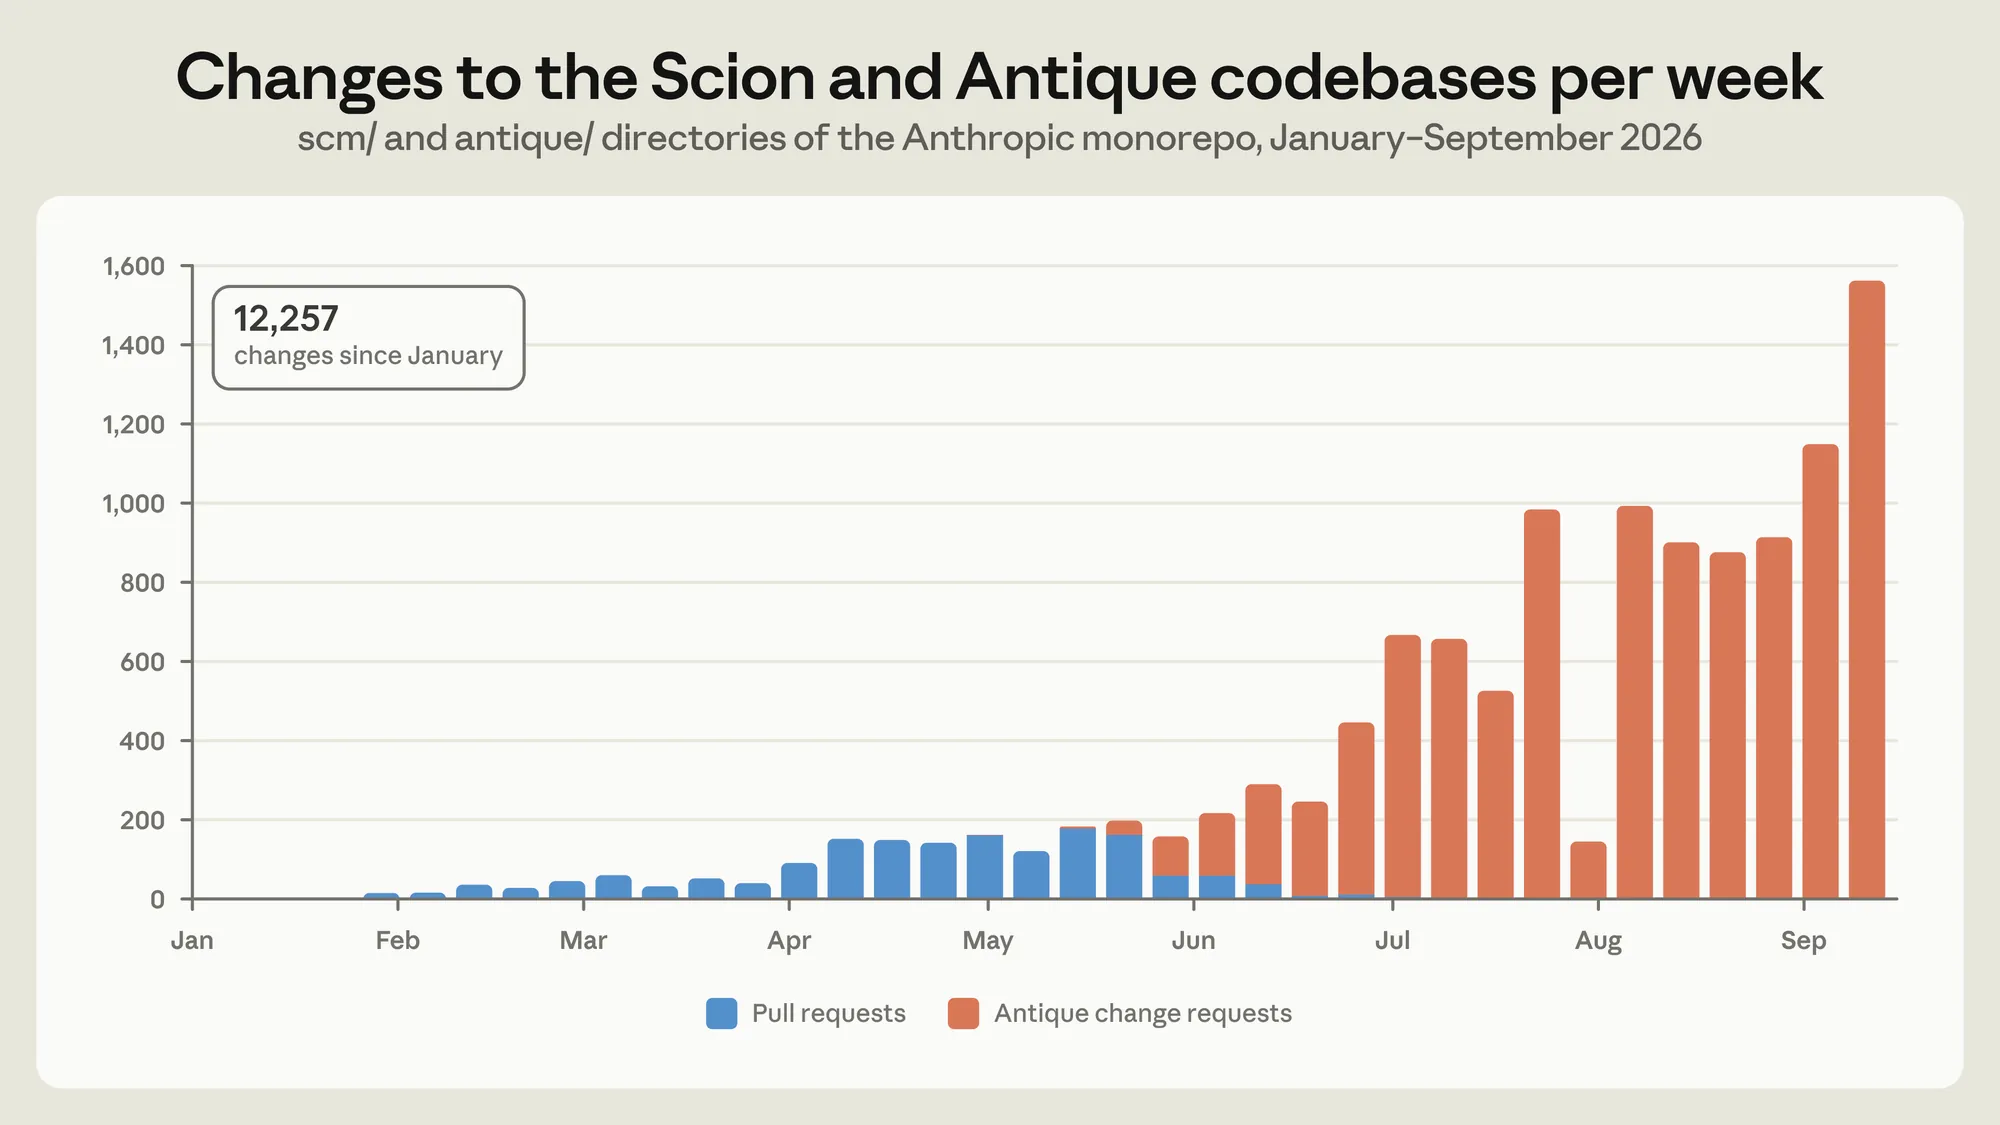 Changes to the Scion and Antique codebases per week
scm/ and antique/ directories of the Anthropic monorepo, January–September 2026
1,600
1,400
1,200
1,000
800
600
400
200
0
12,257
changes since January
Jan
Feb
Mar
Apr
May
Jun
Jul
Aug
Sep
Pull requests
Antique change requests